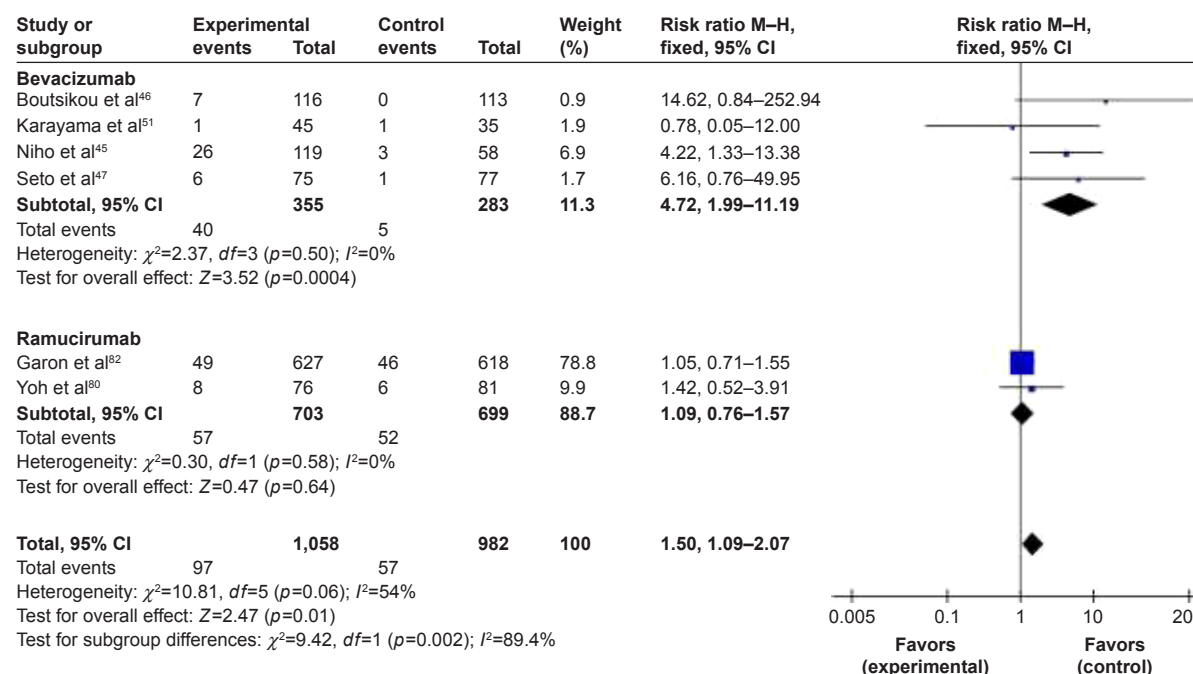 Study or Experimental Control Weight Risk ratio M–H, Risk ratio M–H,
subgroup events Total events Total (%) fixed, 95% CI fixed, 95% CI
Bevacizumab
Boutsikou et al⁴⁶ 7 116 0 113 0.9 14.62, 0.84–252.94
Karayama et al⁵¹ 1 45 1 35 1.9 0.78, 0.05–12.00
Niho et al⁴⁵ 26 119 3 58 6.9 4.22, 1.33–13.38
Seto et al⁴⁷ 6 75 1 77 1.7 6.16, 0.76–49.95
Subtotal, 95% CI 355 283 11.3 4.72, 1.99–11.19
Total events 40 5
Heterogeneity: χ²=2.37, df=3 (p=0.50); I²=0%
Test for overall effect: Z=3.52 (p=0.0004)
Ramucirumab
Garon et al⁸² 49 627 46 618 78.8 1.05, 0.71–1.55
Yoh et al⁸⁰ 8 76 6 81 9.9 1.42, 0.52–3.91
Subtotal, 95% CI 703 699 88.7 1.09, 0.76–1.57
Total events 57 52
Heterogeneity: χ²=0.30, df=1 (p=0.58); I²=0%
Test for overall effect: Z=0.47 (p=0.64)
Total, 95% CI 1,058 982 100 1.50, 1.09–2.07
Total events 97 57
Heterogeneity: χ²=10.81, df=5 (p=0.06); I²=54%
Test for overall effect: Z=2.47 (p=0.01)
Test for subgroup differences: χ²=9.42, df=1 (p=0.002); I²=89.4%
0.005 0.1 1 10 20
Favors Favors
(experimental) (control)